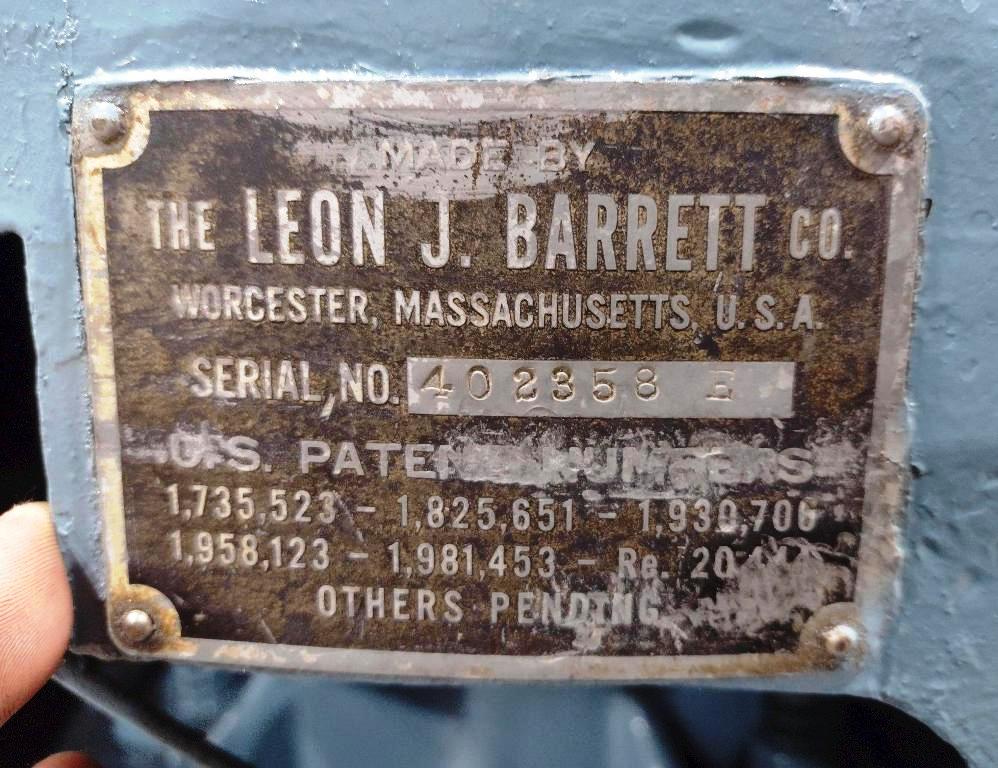 MADE BY
THE LEON J. BARRETT CO.
WORCESTER, MASSACHUSETTS, U.S.A.
SERIAL NO. 402358 E
U.S. PATENT NUMBERS
1,735,523 - 1,825,651 - 1,930,706
1,958,123 - 1,981,453 - Re.
OTHERS PENDING